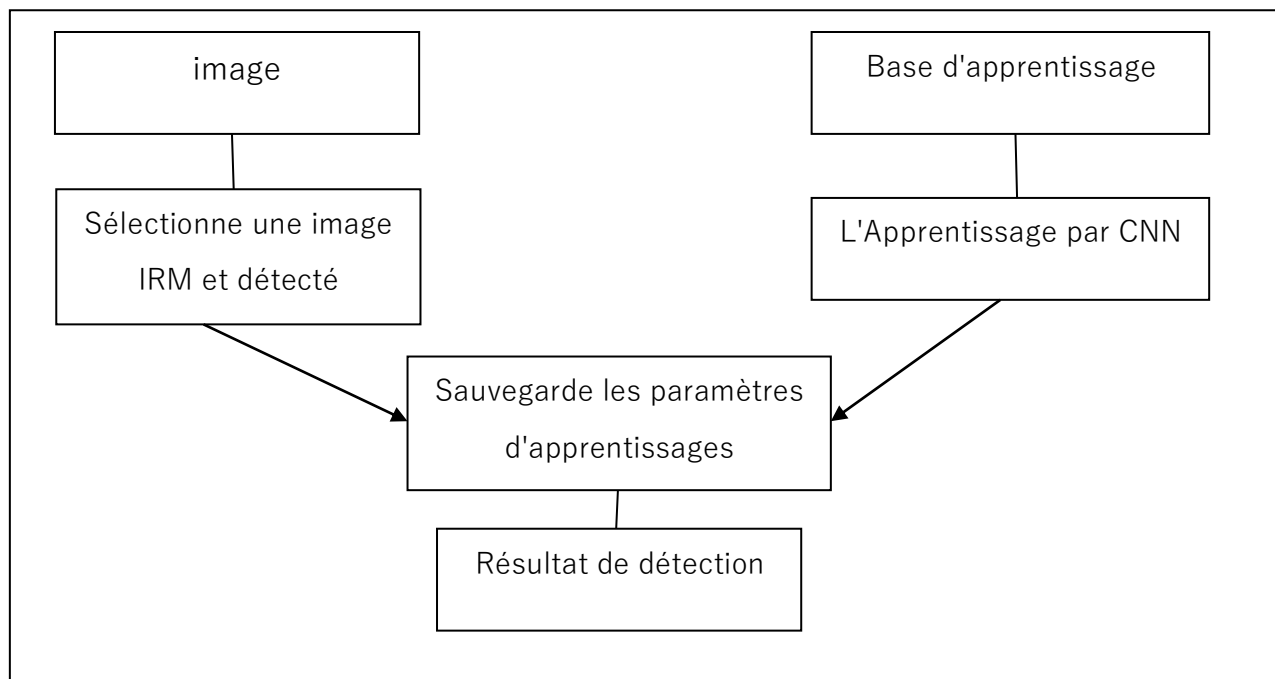 image
Base d'apprentissage
Sélectionne une image
IRM et détecté
L'Apprentissage par CNN
Sauvegarde les paramètres
d'apprentissages
Résultat de détection